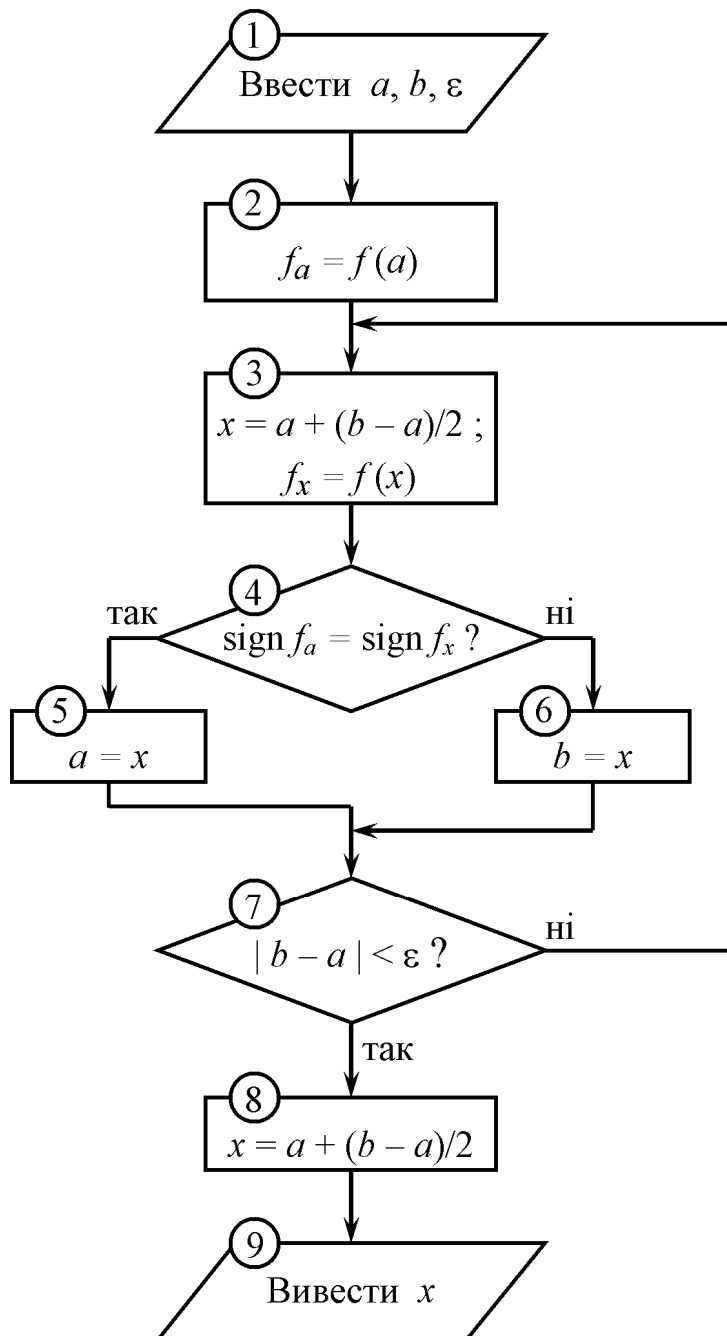 1
Ввести a, b, ε
2
fa = f (a)
3
x = a + (b – a)/2 ;
fx = f (x)
4
так
ні
sign fa = sign fx ?
5
a = x
6
b = x
7
ні
| b – a | < ε ?
так
8
x = a + (b – a)/2
9
Вивести x